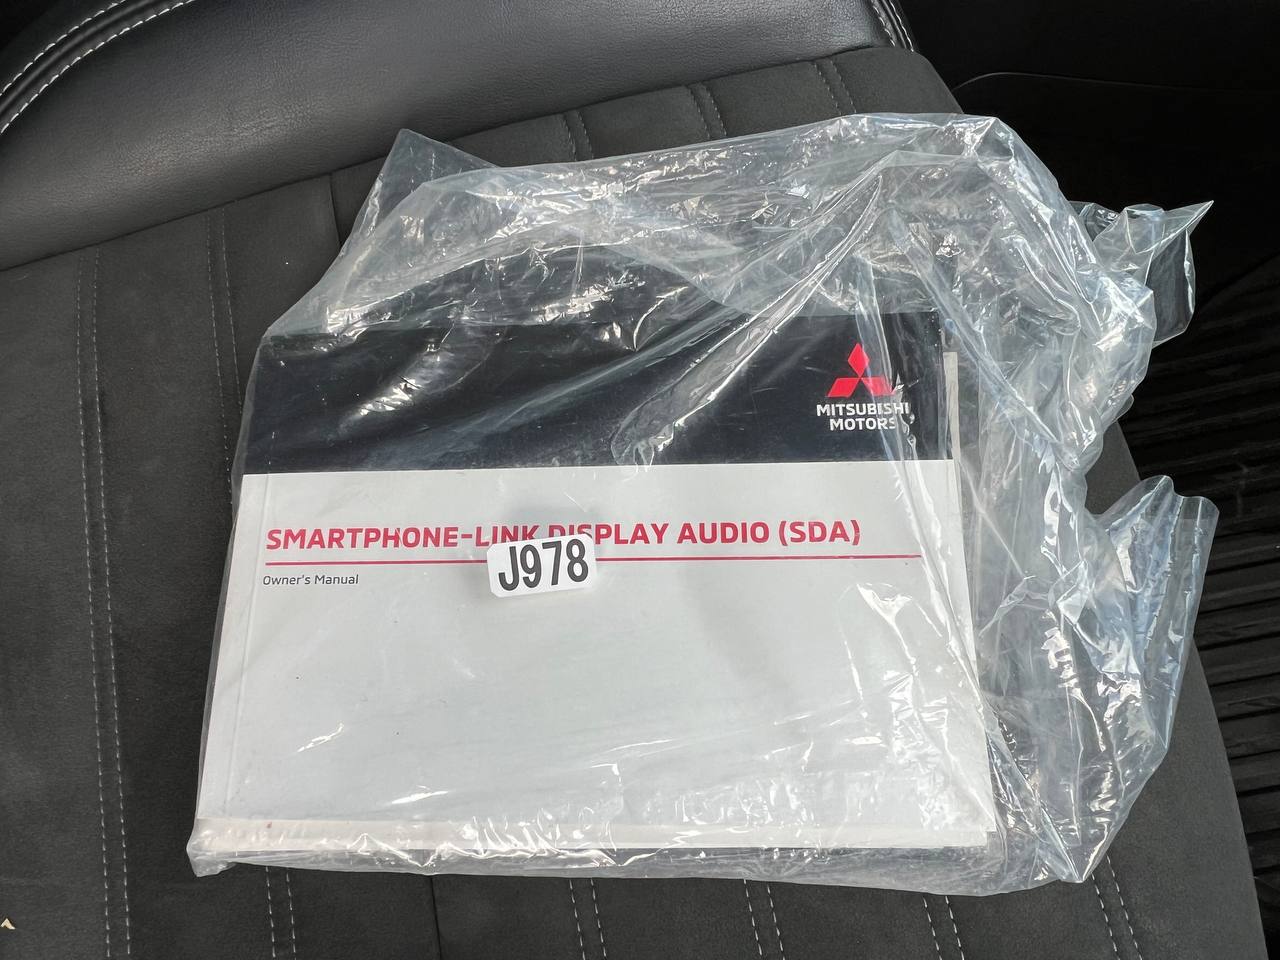 MITSUBISHI
MOTORS
SMARTPHONE-LINK DISPLAY AUDIO (SDA)
J978
Owner's Manual